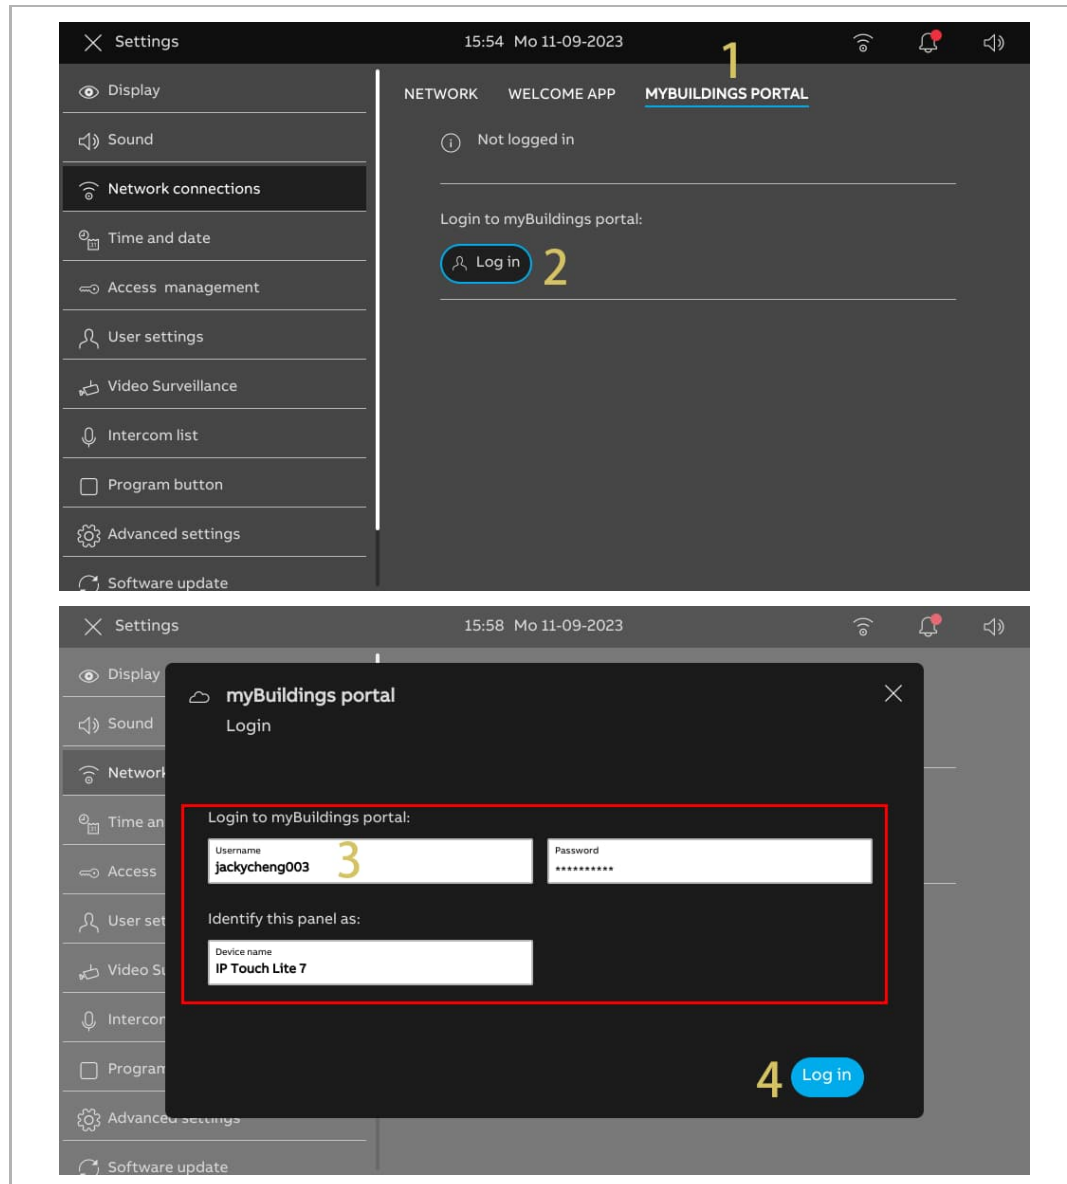 Settings
15:54 Mo 11-09-2023
1
Display
NETWORK WELCOME APP MYBUILDINGS PORTAL
Sound
Not logged in
Network connections
Login to myBuildings portal:
Time and date
Log in 2
Access management
User settings
Video Surveillance
Intercom list
Program button
Advanced settings
Software update
Settings
15:58 Mo 11-09-2023
Display
myBuildings portal
Login
Sound
Network
Login to myBuildings portal:
Time an
Username
jackycheng003
3
Password
**********
Access
Identify this panel as:
User set
Device name
IP Touch Lite 7
Video Su
Intercor
Program
4 Log in
Advanced settings
Software update